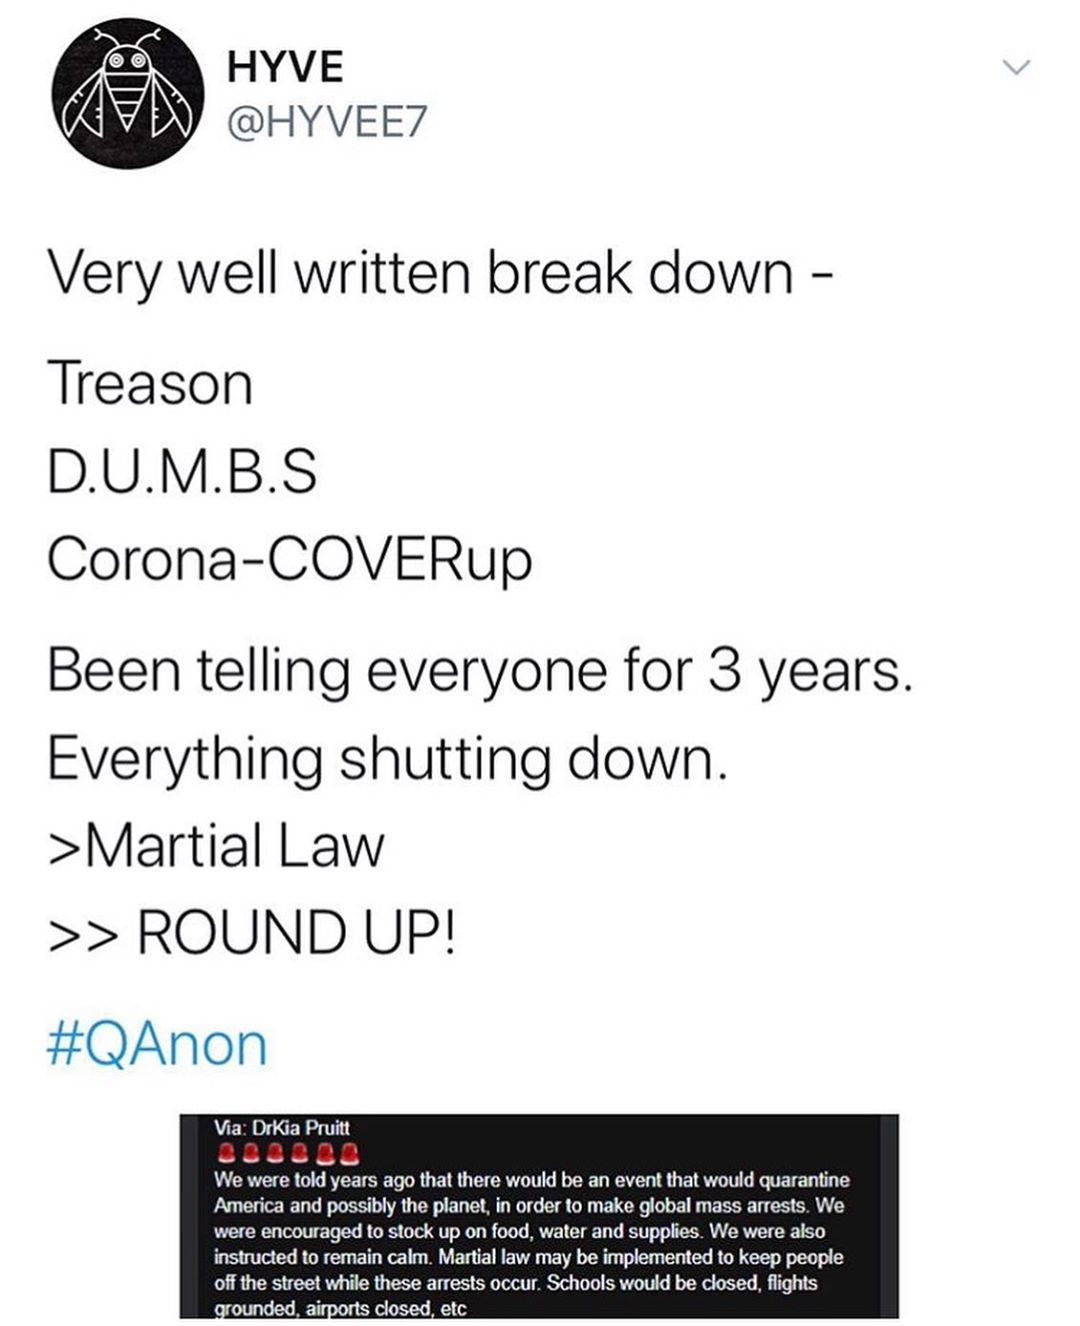 HYVE
@HYVEE7
Very well written break down -
Treason
D.U.M.B.S
Corona-COVERup
Been telling everyone for 3 years.
Everything shutting down.
>Martial Law
>> ROUND UP!
#QAnon
Via: DrKia Pruitt
We were told years ago that there would be an event that would quarantine
America and possibly the planet, in order to make global mass arrests. We
were encouraged to stock up on food, water and supplies. We were also
instructed to remain calm. Martial law may be implemented to keep people
off the street while these arrests occur. Schools would be closed, flights
grounded, airports closed, etc